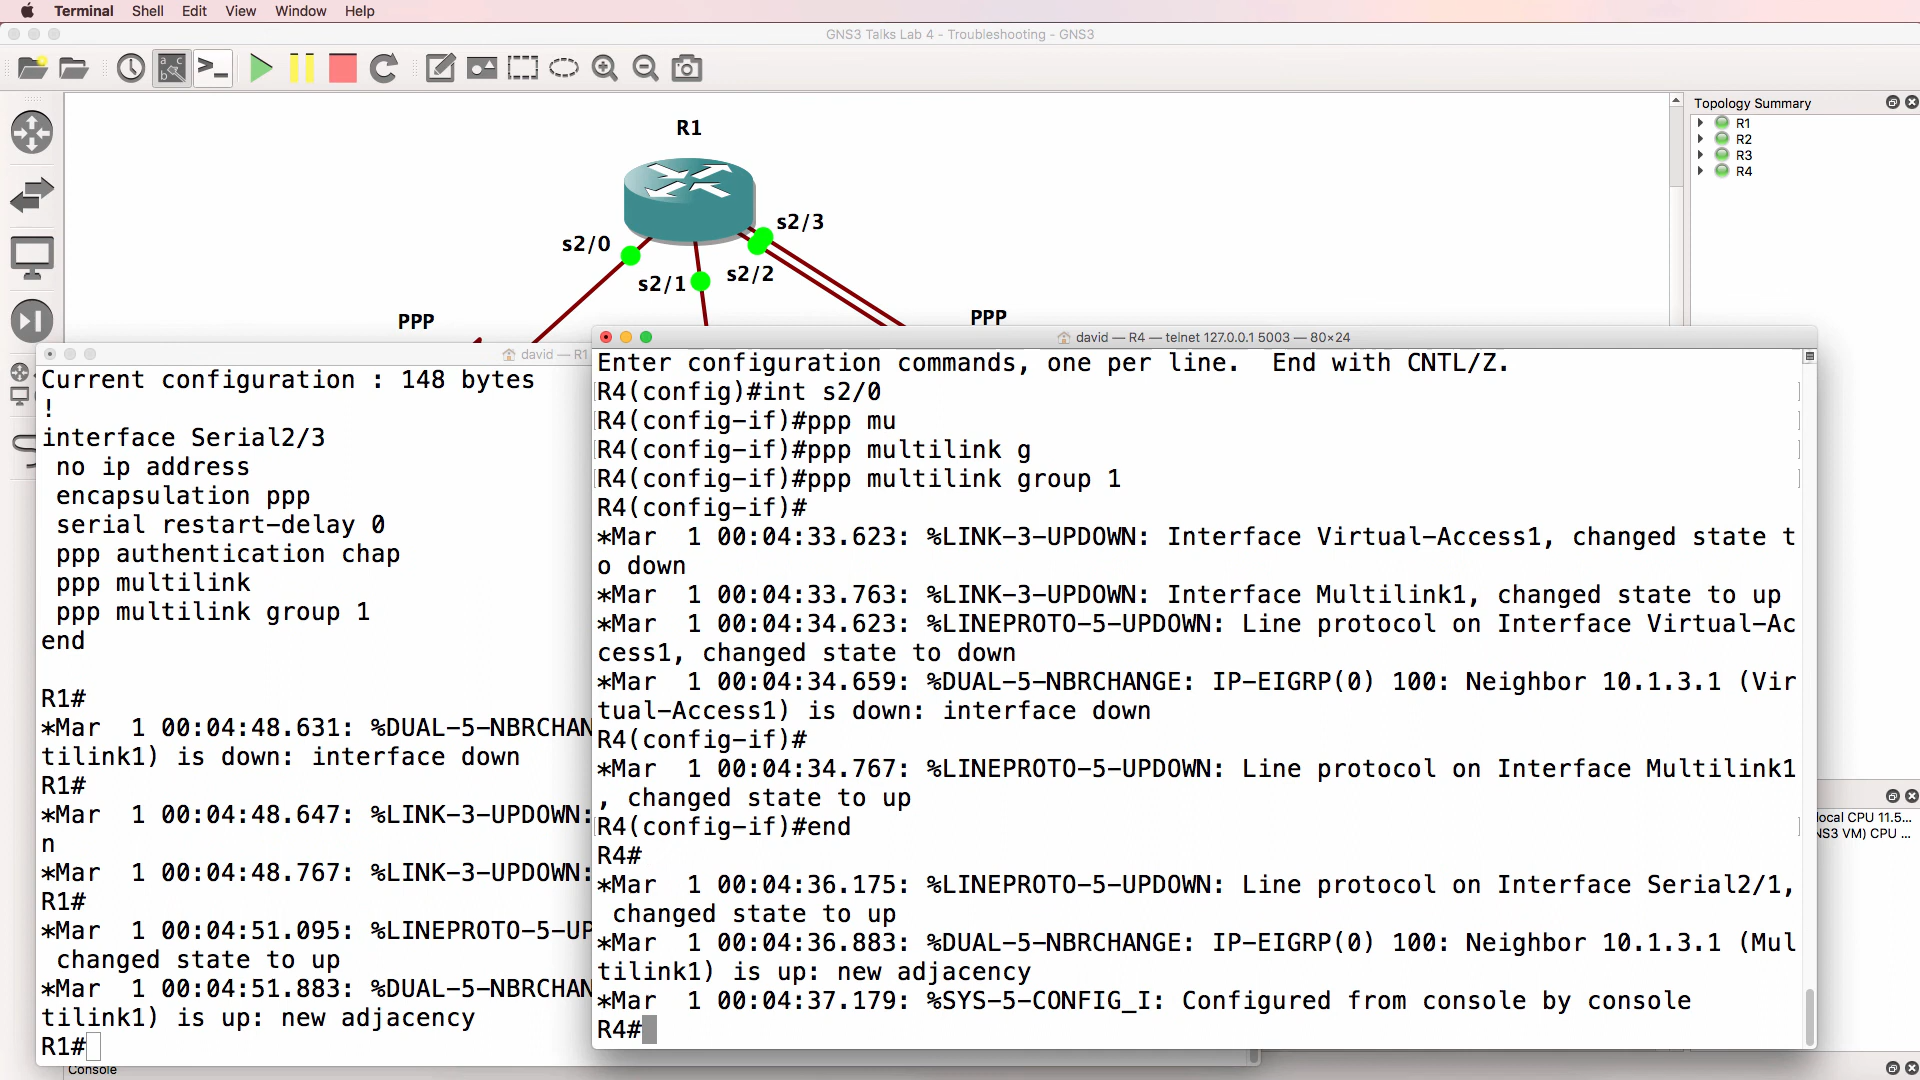 Terminal Shell Edit View Window Help
GNS3 Talks Lab 4 - Troubleshooting - GNS3
Topology Summary
R1
R2
R3
R4
R1
s2/0
s2/1
s2/2
s2/3
PPP
PPP
david — R1
Current configuration : 148 bytes
!
interface Serial2/3
no ip address
encapsulation ppp
serial restart-delay 0
ppp authentication chap
ppp multilink
ppp multilink group 1
end
R1#
*Mar  1 00:04:48.631: %DUAL-5-NBRCHAN
tilink1) is down: interface down
R1#
*Mar  1 00:04:48.647: %LINK-3-UPDOWN:
n
*Mar  1 00:04:48.767: %LINK-3-UPDOWN:
R1#
*Mar  1 00:04:51.095: %LINEPROTO-5-UP
changed state to up
*Mar  1 00:04:51.883: %DUAL-5-NBRCHAN
tilink1) is up: new adjacency
R1#
david — R4 — telnet 127.0.0.1 5003 — 80×24
Enter configuration commands, one per line.  End with CNTL/Z.
R4(config)#int s2/0
R4(config-if)#ppp mu
R4(config-if)#ppp multilink g
R4(config-if)#ppp multilink group 1
R4(config-if)#
*Mar  1 00:04:33.623: %LINK-3-UPDOWN: Interface Virtual-Access1, changed state t
o down
*Mar  1 00:04:33.763: %LINK-3-UPDOWN: Interface Multilink1, changed state to up
*Mar  1 00:04:34.623: %LINEPROTO-5-UPDOWN: Line protocol on Interface Virtual-Ac
cess1, changed state to down
*Mar  1 00:04:34.659: %DUAL-5-NBRCHANGE: IP-EIGRP(0) 100: Neighbor 10.1.3.1 (Vir
tual-Access1) is down: interface down
R4(config-if)#
*Mar  1 00:04:34.767: %LINEPROTO-5-UPDOWN: Line protocol on Interface Multilink1
, changed state to up
R4(config-if)#end
R4#
*Mar  1 00:04:36.175: %LINEPROTO-5-UPDOWN: Line protocol on Interface Serial2/1,
changed state to up
*Mar  1 00:04:36.883: %DUAL-5-NBRCHANGE: IP-EIGRP(0) 100: Neighbor 10.1.3.1 (Mul
tilink1) is up: new adjacency
*Mar  1 00:04:37.179: %SYS-5-CONFIG_I: Configured from console by console
R4#
local CPU 11.5...
NS3 VM) CPU ...
Console